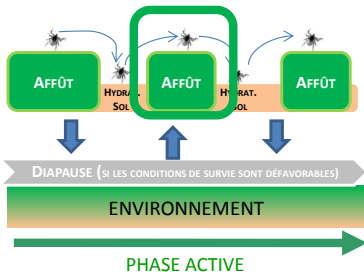 AFFÛT
AFFÛT
AFFÛT
HYDRAT.
SOL
HYDRAT.
SOL
DIAPAUSE (SI LES CONDITIONS DE SURVIE SONT DÉFAVORABLES)
ENVIRONNEMENT
PHASE ACTIVE